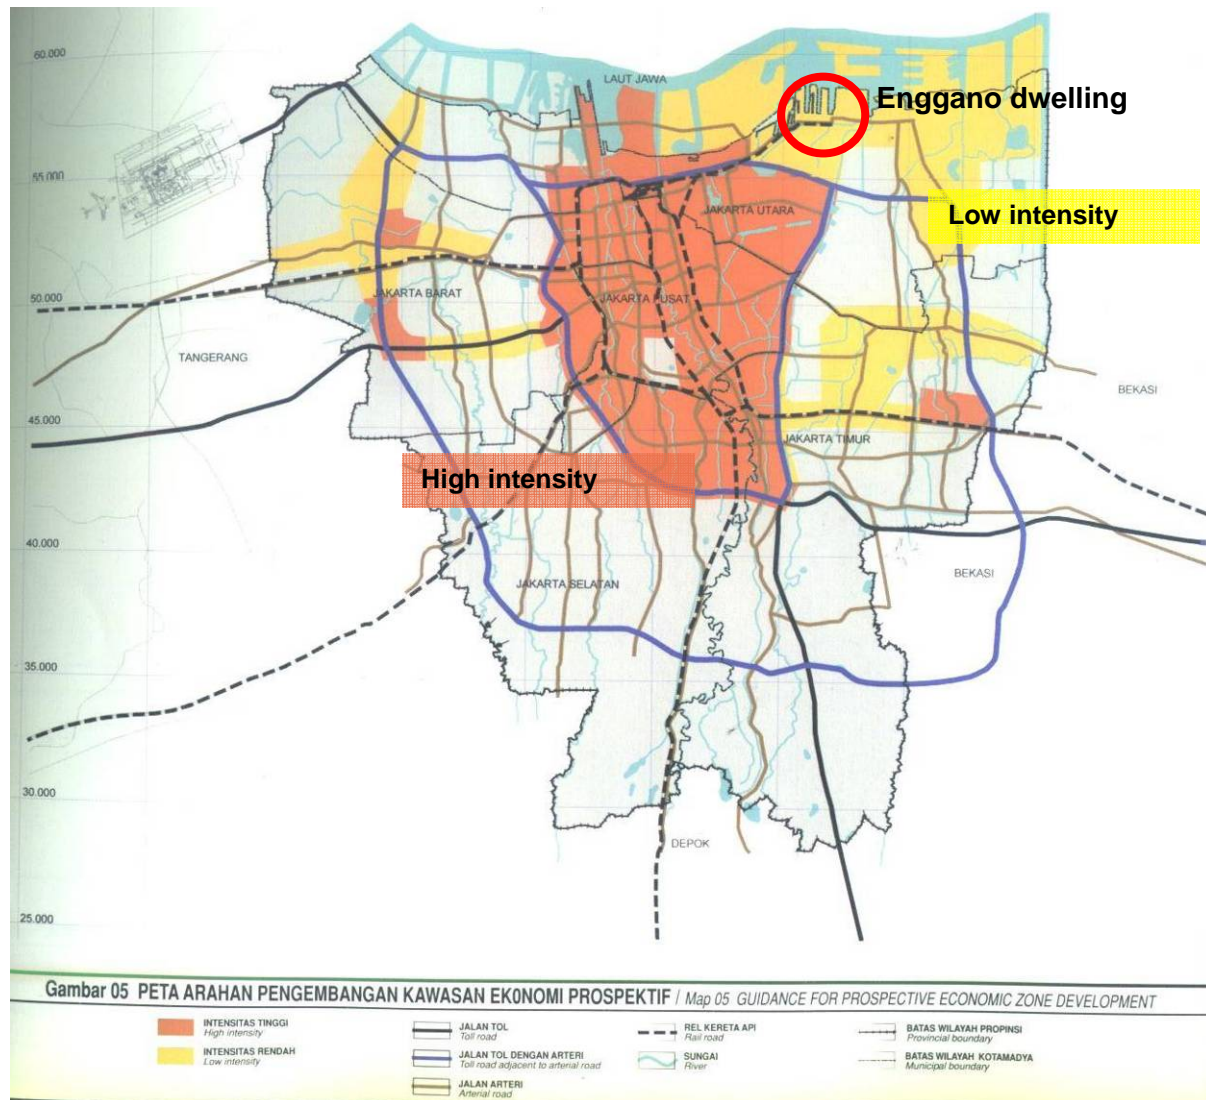 60.000
LAUT JAWA
Enggano dwelling
55.000
JAKARTA UTARA
Low intensity
50.000
JAKARTA BARAT
JAKARTA PUSAT
TANGERANG
BEKASI
45.000
JAKARTA TIMUR
High intensity
40.000
JAKARTA SELATAN
BEKASI
35.000
30.000
DEPOK
25.000
Gambar 05 PETA ARAHAN PENGEMBANGAN KAWASAN EKONOMI PROSPEKTIF / Map 05 GUIDANCE FOR PROSPECTIVE ECONOMIC ZONE DEVELOPMENT
INTENSITAS TINGGI
High intensity
INTENSITAS RENDAH
Low intensity
JALAN TOL
Toll road
JALAN TOL DENGAN ARTERI
Toll road adjacent to arterial road
JALAN ARTERI
Arterial road
REL KERETA API
Rail road
SUNGAI
River
BATAS WILAYAH PROPINSI
Provincial boundary
BATAS WILAYAH KOTAMADYA
Municipal boundary